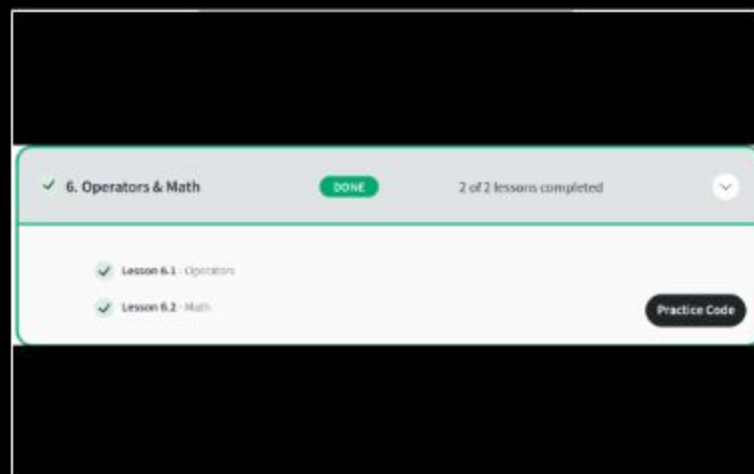 6. Operators & Math DONE 2 of 2 lessons completed
Lesson 6.1 - Operators
Lesson 6.2 - Math
Practice Code